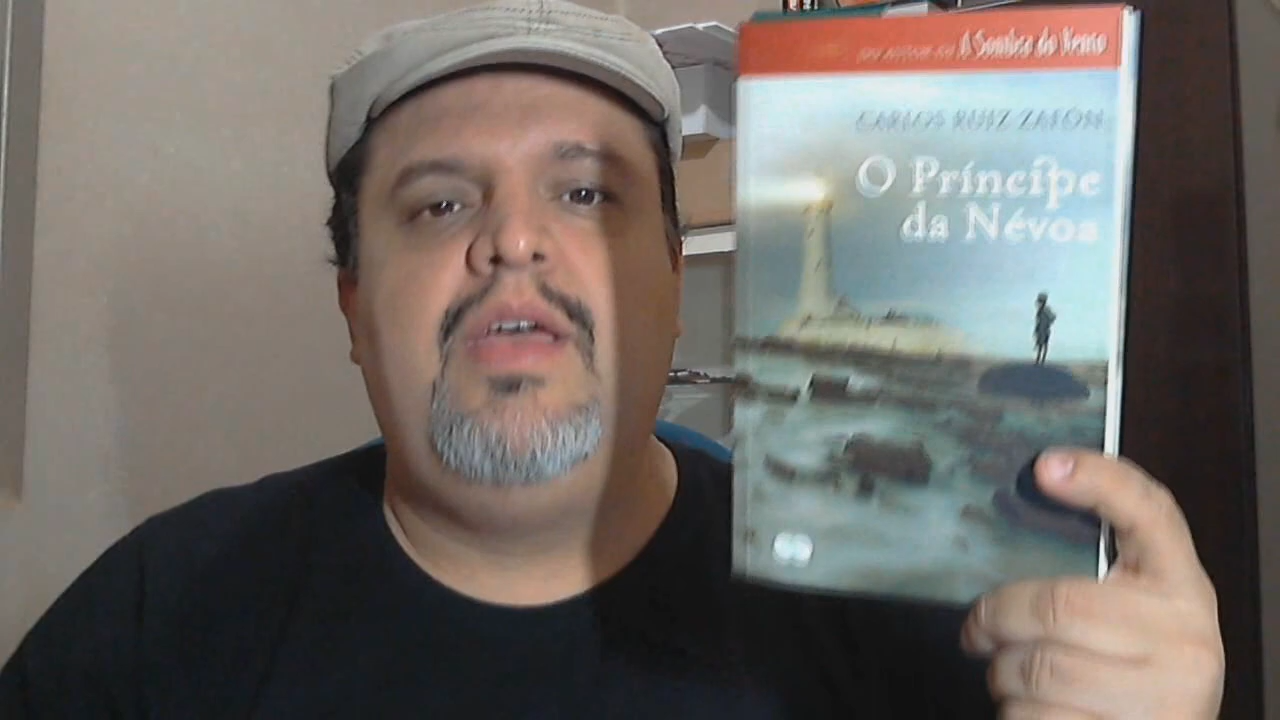 do autor de A Sombra do Vento
CARLOS RUIZ ZAFÓN
O Príncipe
da Névoa